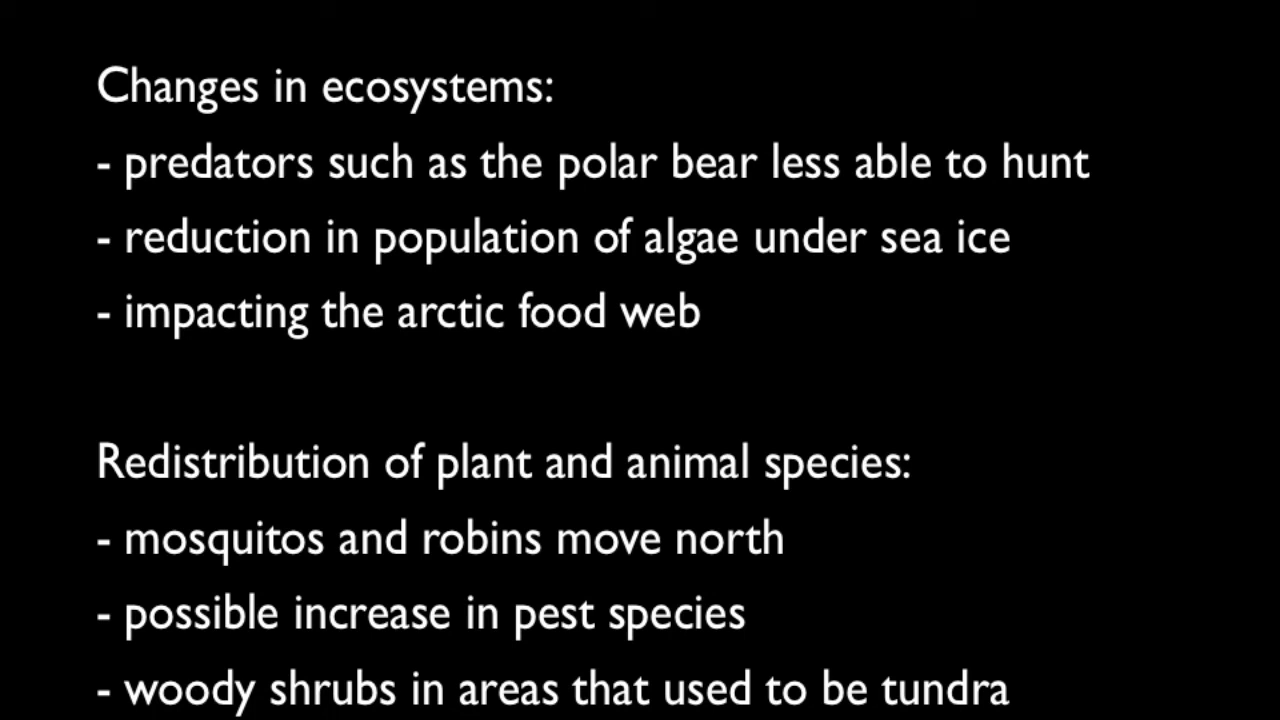 Changes in ecosystems:
- predators such as the polar bear less able to hunt
- reduction in population of algae under sea ice
- impacting the arctic food web
Redistribution of plant and animal species:
- mosquitos and robins move north
- possible increase in pest species
- woody shrubs in areas that used to be tundra